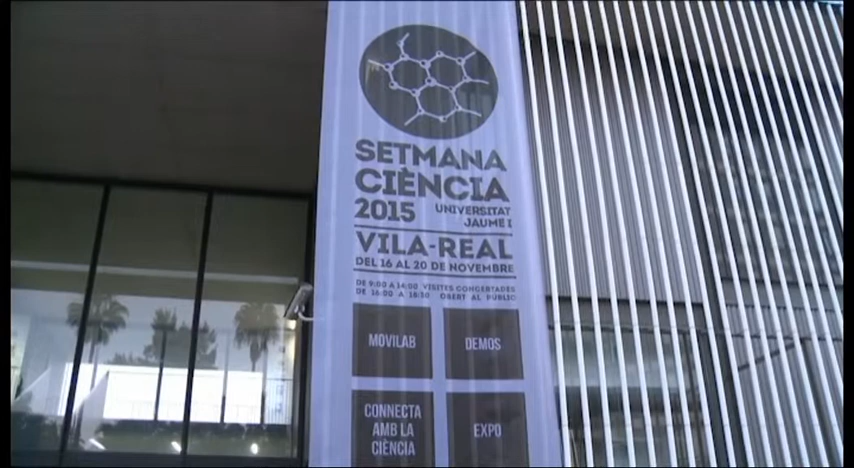 SETMANA
CIÈNCIA
2015 UNIVERSITAT
JAUME I
VILA-REAL
DEL 16 AL 20 DE NOVEMBRE
DE 9:00 A 14:00 VISITES CONCERTADES
DE 16:00 A 18:30 OBERT AL PUBLIC
MOVILAB DEMOS
CONNECTA
AMB LA
CIÈNCIA
EXPO